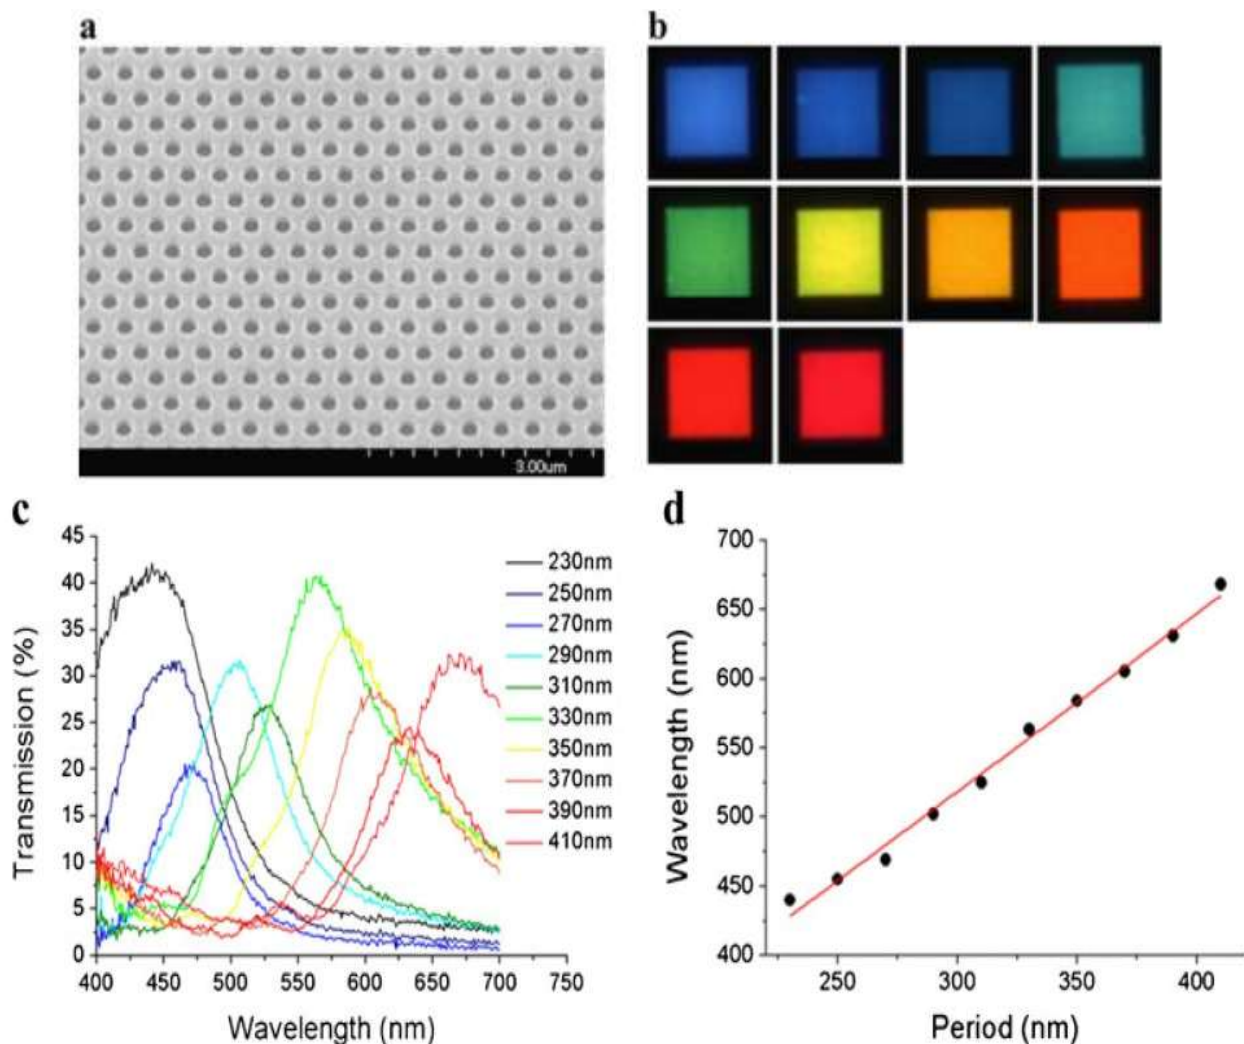 a
b
3.00um
c
45
40
35
30
25
20
15
10
5
0
400 450 500 550 600 650 700 750
Transmission (%)
Wavelength (nm)
230nm
250nm
270nm
290nm
310nm
330nm
350nm
370nm
390nm
410nm
d
700
650
600
550
500
450
400
250 300 350 400
Wavelength (nm)
Period (nm)